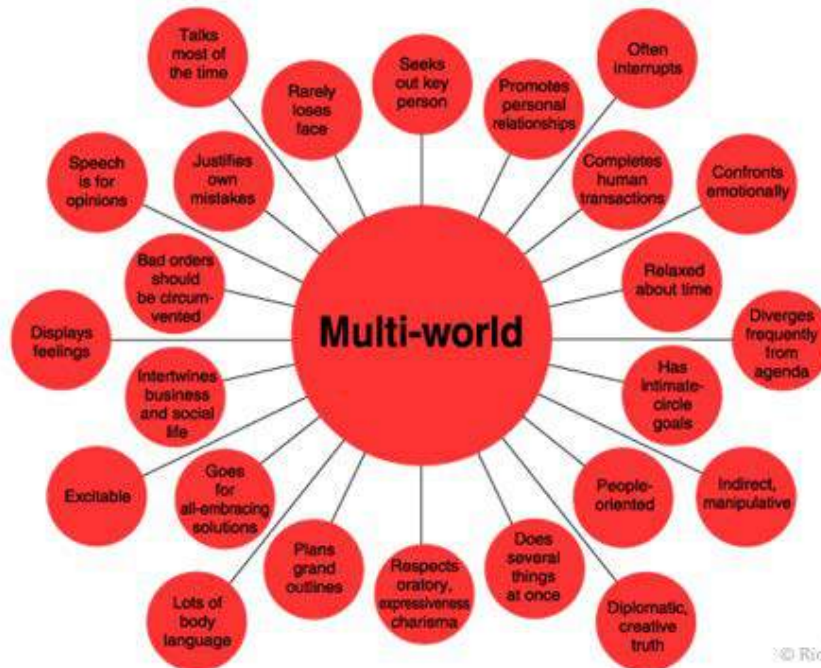 Talks
most of
the time
Rarely
loses
face
Seeks
out key
person
Promotes
personal
relationships
Often
interrupts
Speech
is for
opinions
Justifies
own
mistakes
Completes
human
transactions
Confronts
emotionally
Bad orders
should
be circum-
vented
Relaxed
about time
Displays
feelings
Multi-world
Diverges
frequently
from
agenda
Intertwines
business
and social
life
Has
intimate-
circle
goals
Excitable
Goes
for
all-embracing
solutions
People-
oriented
Indirect,
manipulative
Plans
grand
outlines
Respects
oratory,
expressiveness
charisma
Does
several
things
at once
Lots of
body
language
Diplomatic,
creative
truth
©